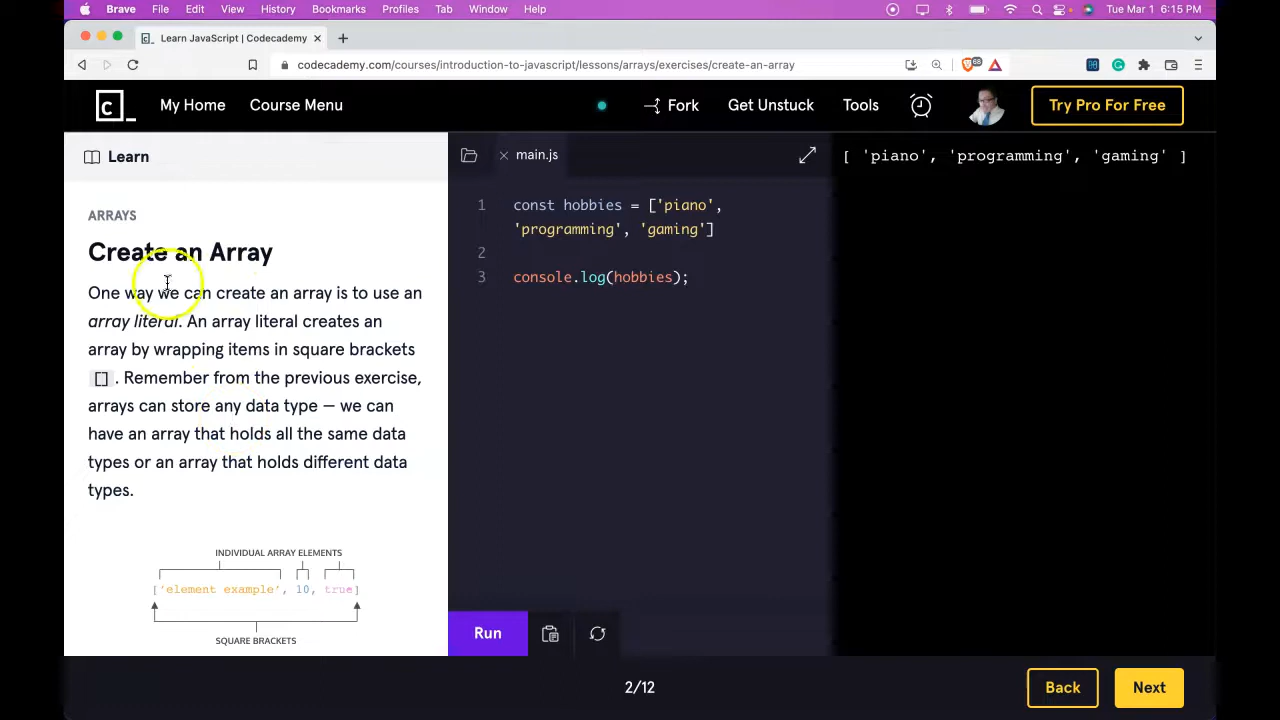 Brave File Edit View History Bookmarks Profiles Tab Window Help Tue Mar 1 6:15 PM
C_ Learn JavaScript | Codecademy × +
codecademy.com/courses/introduction-to-javascript/lessons/arrays/exercises/create-an-array 68
C_ My Home Course Menu Fork Get Unstuck Tools Try Pro For Free
Learn
ARRAYS
Create an Array
One way we can create an array is to use an
array literal. An array literal creates an
array by wrapping items in square brackets
[]. Remember from the previous exercise,
arrays can store any data type — we can
have an array that holds all the same data
types or an array that holds different data
types.
INDIVIDUAL ARRAY ELEMENTS
['element example', 10, true]
SQUARE BRACKETS
× main.js
1 const hobbies = ['piano',
'programming', 'gaming']
2
3 console.log(hobbies);
Run
[ 'piano', 'programming', 'gaming' ]
2/12
Back Next